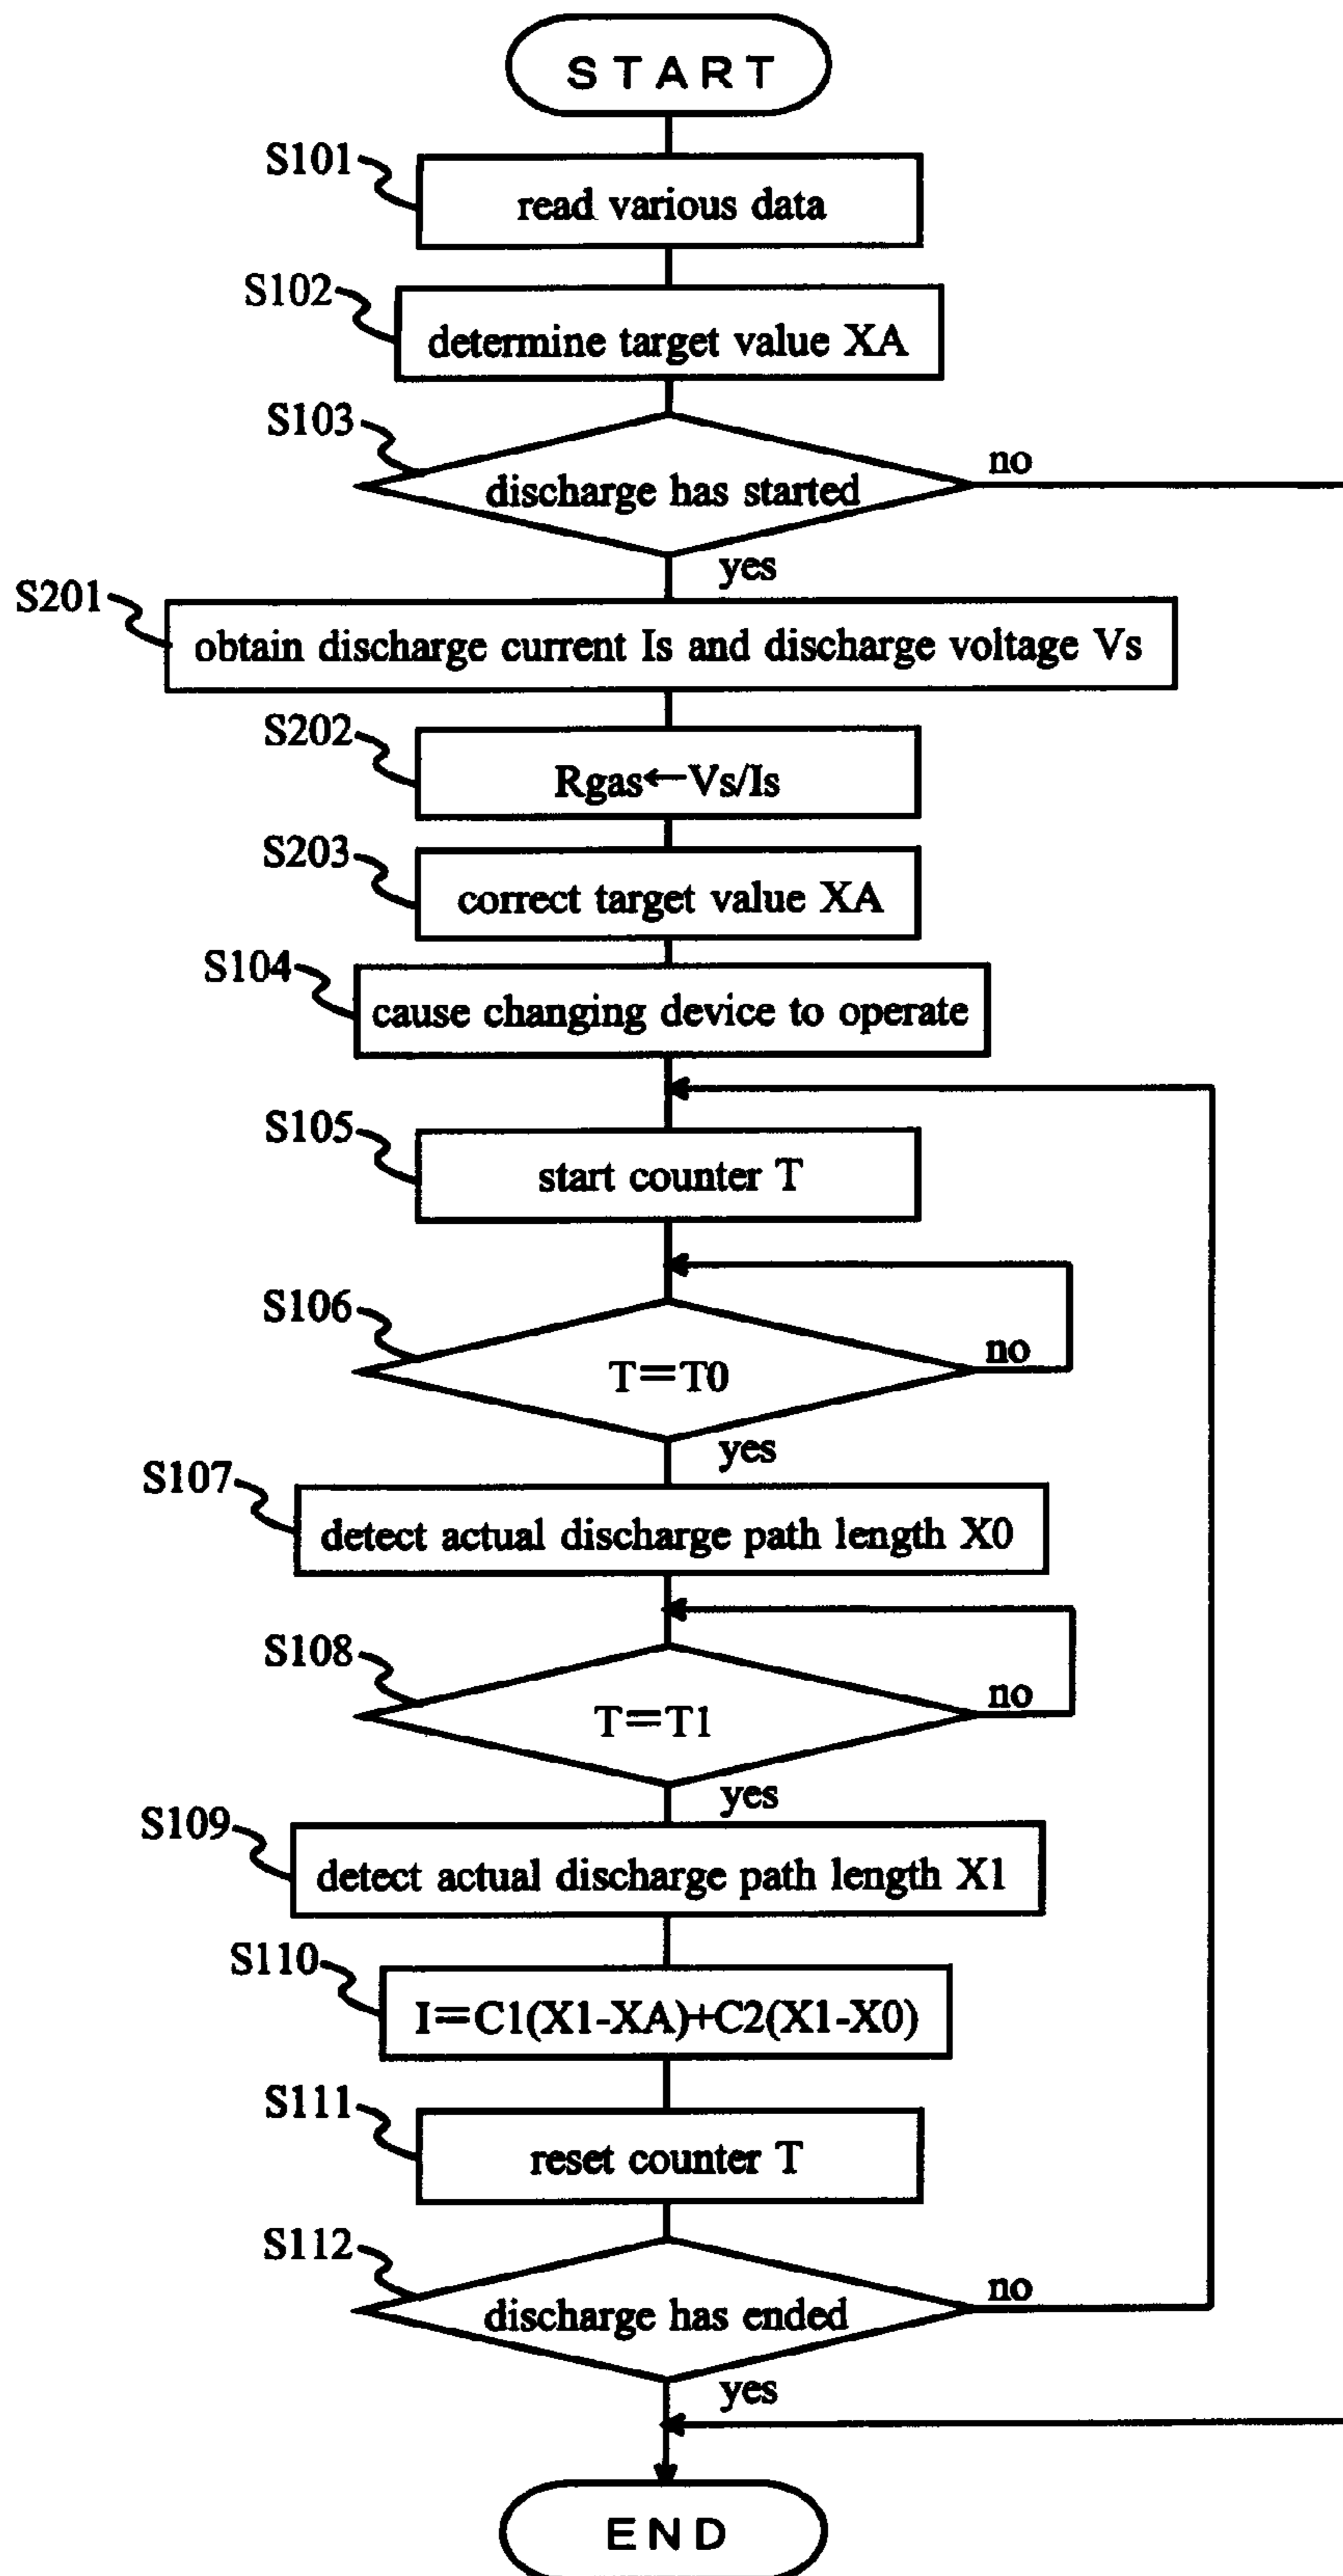 START
S101
read various data
S102
determine target value XA
S103
discharge has started
no
yes
S201
obtain discharge current Is and discharge voltage Vs
S202
Rgas←Vs/Is
S203
correct target value XA
S104
cause changing device to operate
S105
start counter T
S106
T=T0
no
yes
S107
detect actual discharge path length X0
S108
T=T1
no
yes
S109
detect actual discharge path length X1
S110
I=C1(X1-XA)+C2(X1-X0)
S111
reset counter T
S112
discharge has ended
no
yes
END